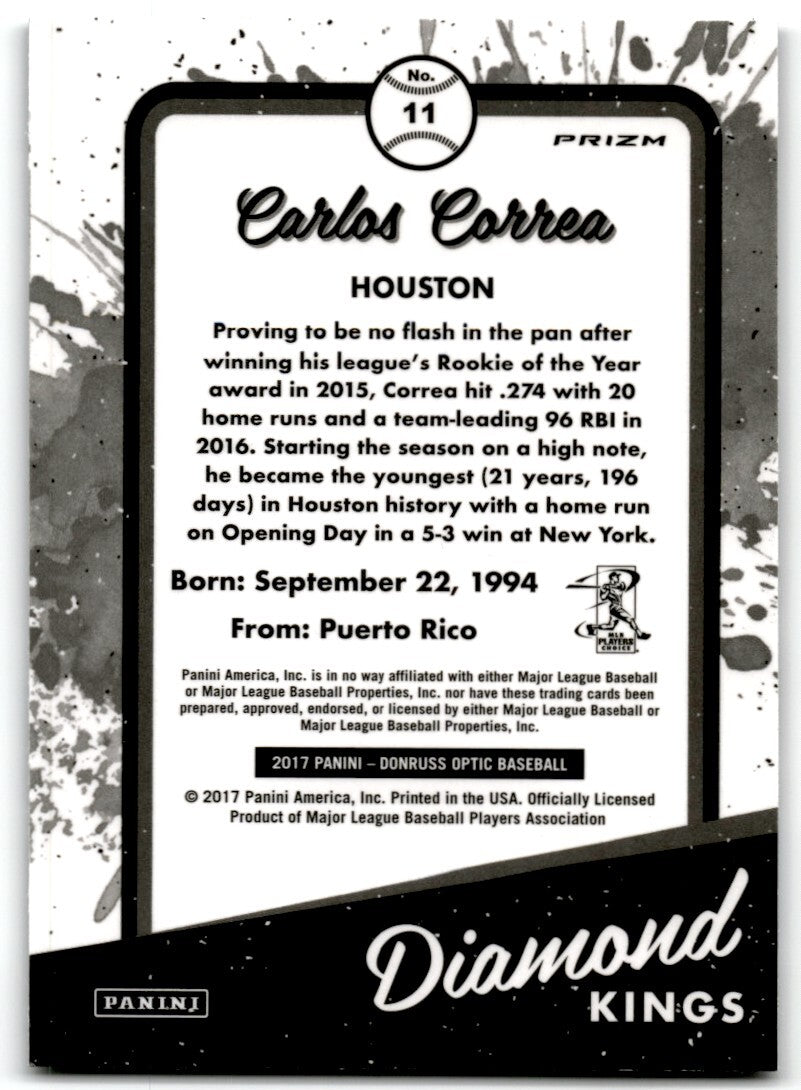 No.
11
PRIZM
Carlos Correa
HOUSTON
Proving to be no flash in the pan after
winning his league's Rookie of the Year
award in 2015, Correa hit .274 with 20
home runs and a team-leading 96 RBI in
2016. Starting the season on a high note,
he became the youngest (21 years, 196
days) in Houston history with a home run
on Opening Day in a 5-3 win at New York.
Born: September 22, 1994
From: Puerto Rico
MLB
PLAYERS
CHOICE
Panini America, Inc. is in no way affiliated with either Major League Baseball
or Major League Baseball Properties, Inc. nor have these trading cards been
prepared, approved, endorsed, or licensed by either Major League Baseball or
Major League Baseball Properties, Inc.
2017 PANINI – DONRUSS OPTIC BASEBALL
© 2017 Panini America, Inc. Printed in the USA. Officially Licensed
Product of Major League Baseball Players Association
Diamond
KINGS
PANINI